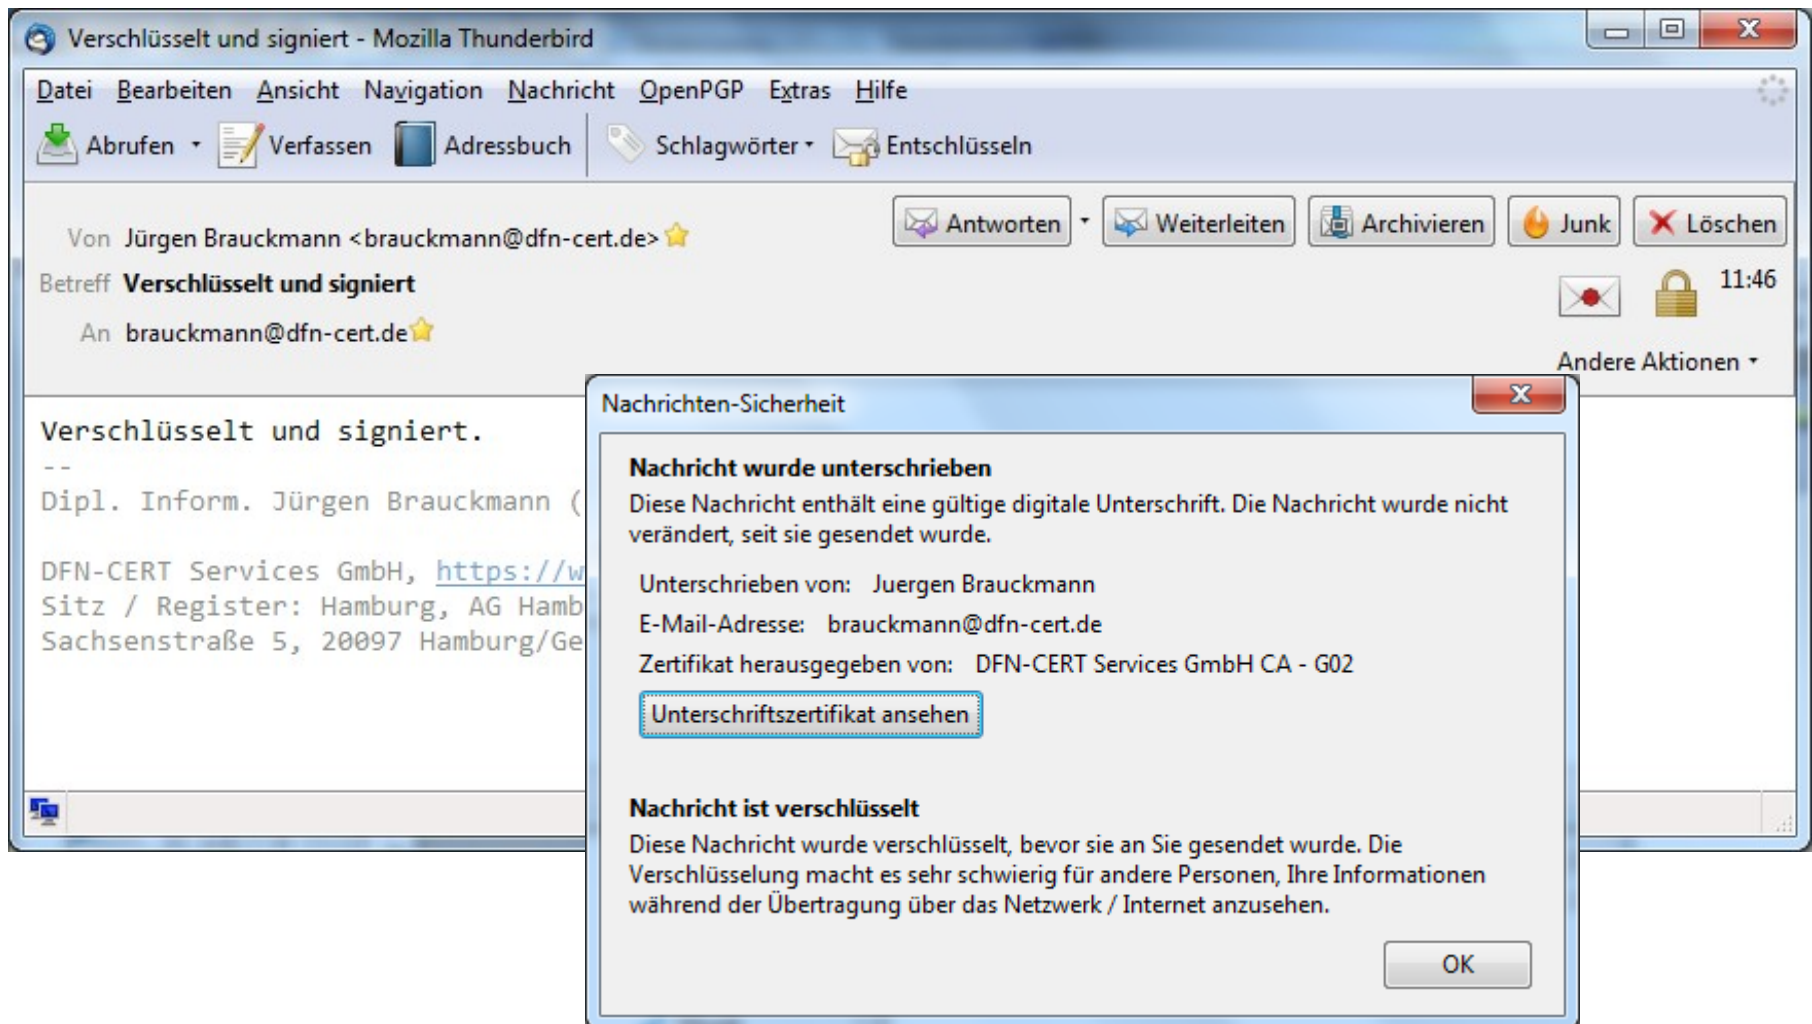 Verschlüsselt und signiert - Mozilla Thunderbird
Datei Bearbeiten Ansicht Navigation Nachricht OpenPGP Extras Hilfe
Abrufen Verfassen Adressbuch Schlagwörter Entschlüsseln
Antworten Weiterleiten Archivieren Junk Löschen
Von Jürgen Brauckmann <brauckmann@dfn-cert.de>
Betreff Verschlüsselt und signiert
11:46
An brauckmann@dfn-cert.de
Andere Aktionen
Verschlüsselt und signiert.
--
Dipl. Inform. Jürgen Brauckmann (
DFN-CERT Services GmbH, https://w
Sitz / Register: Hamburg, AG Hamb
Sachsenstraße 5, 20097 Hamburg/Ge
Nachrichten-Sicherheit
Nachricht wurde unterschrieben
Diese Nachricht enthält eine gültige digitale Unterschrift. Die Nachricht wurde nicht
verändert, seit sie gesendet wurde.
Unterschrieben von: Juergen Brauckmann
E-Mail-Adresse: brauckmann@dfn-cert.de
Zertifikat herausgegeben von: DFN-CERT Services GmbH CA - G02
Unterschriftszertifikat ansehen
Nachricht ist verschlüsselt
Diese Nachricht wurde verschlüsselt, bevor sie an Sie gesendet wurde. Die
Verschlüsselung macht es sehr schwierig für andere Personen, Ihre Informationen
während der Übertragung über das Netzwerk / Internet anzusehen.
OK